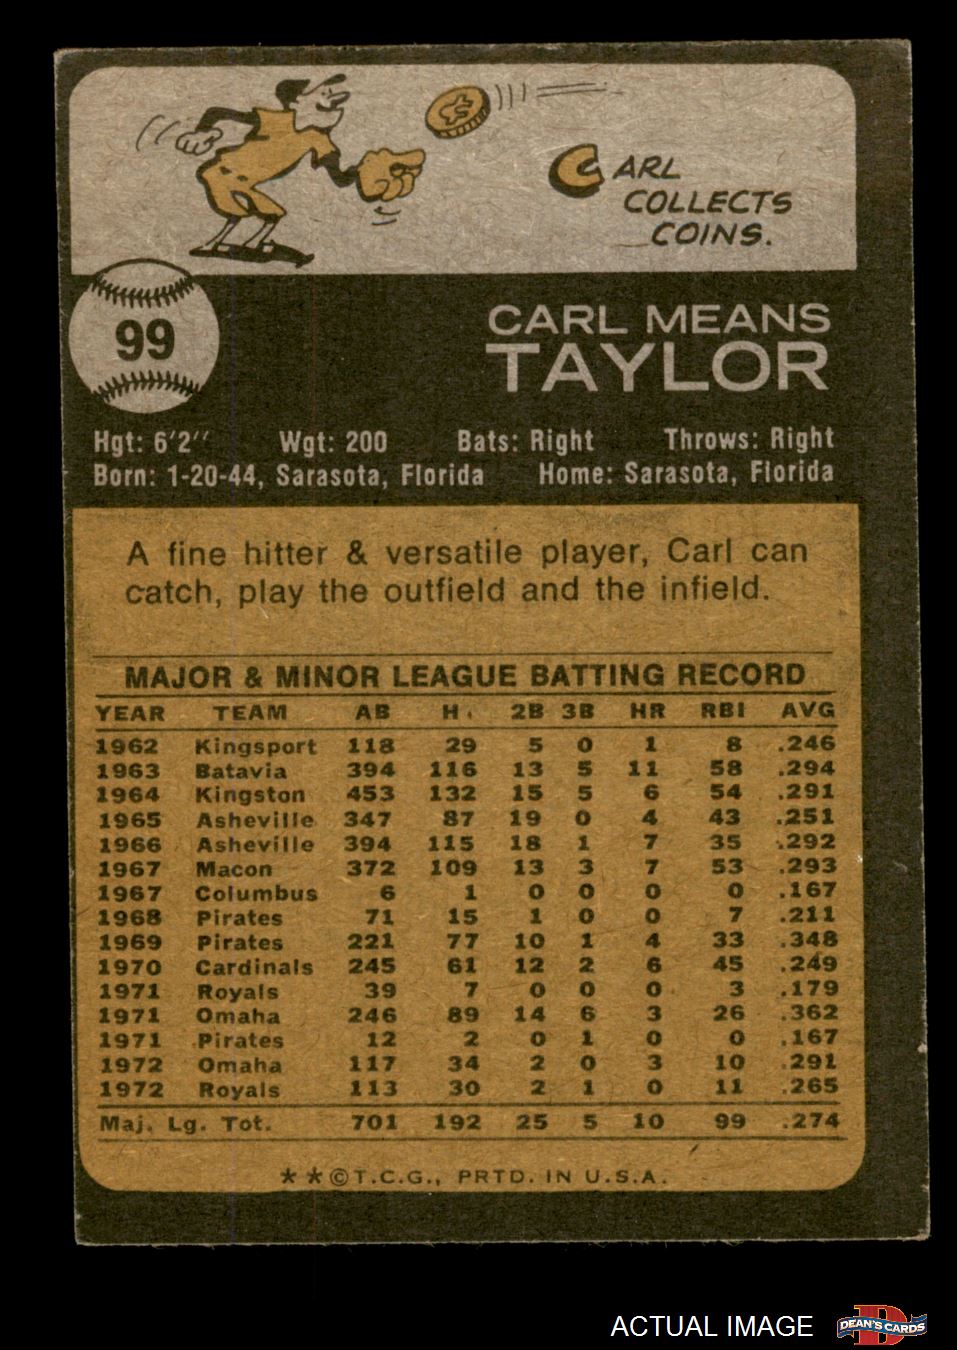 CARL
COLLECTS
COINS.
99
CARL MEANS
TAYLOR
Hgt: 6'2" Wgt: 200 Bats: Right Throws: Right
Born: 1-20-44, Sarasota, Florida Home: Sarasota, Florida
A fine hitter & versatile player, Carl can
catch, play the outfield and the infield.
MAJOR & MINOR LEAGUE BATTING RECORD
YEAR TEAM AB H 2B 3B HR RBI AVG
1962 Kingsport 118 29 5 0 1 8 .246
1963 Batavia 394 116 13 5 11 58 .294
1964 Kingston 453 132 15 5 6 54 .291
1965 Asheville 347 87 19 0 4 43 .251
1966 Asheville 394 115 18 1 7 35 .292
1967 Macon 372 109 13 3 7 53 .293
1967 Columbus 6 1 0 0 0 0 .167
1968 Pirates 71 15 1 0 0 7 .211
1969 Pirates 221 77 10 1 4 33 .348
1970 Cardinals 245 61 12 2 6 45 .249
1971 Royals 39 7 0 0 0 3 .179
1971 Omaha 246 89 14 6 3 26 .362
1971 Pirates 12 2 0 1 0 0 .167
1972 Omaha 117 34 2 0 3 10 .291
1972 Royals 113 30 2 1 0 11 .265
Maj. Lg. Tot. 701 192 25 5 10 99 .274
**©T.C.G., PRTD. IN U.S.A.
ACTUAL IMAGE
D
DEAN'S CARDS